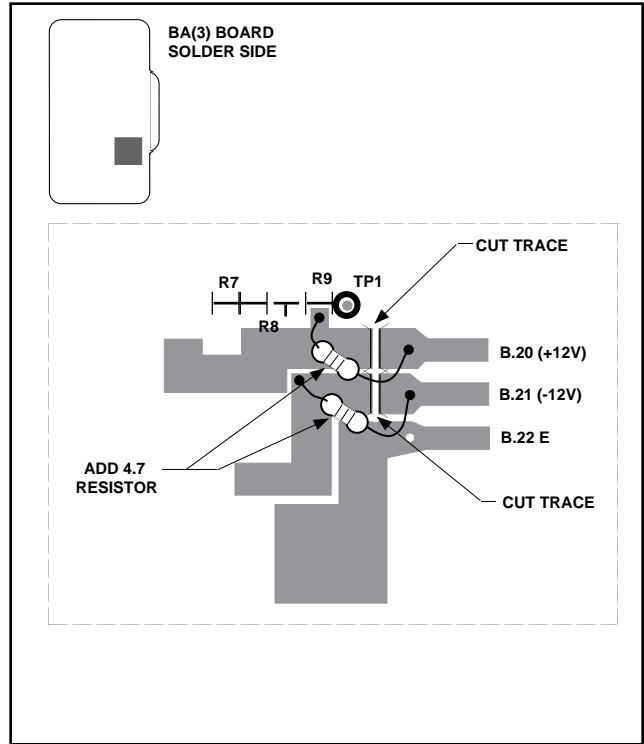 BA(3) BOARD
SOLDER SIDE
CUT TRACE
R7
R9
TP1
R8
B.20 (+12V)
B.21 (-12V)
B.22 E
ADD 4.7
RESISTOR
CUT TRACE